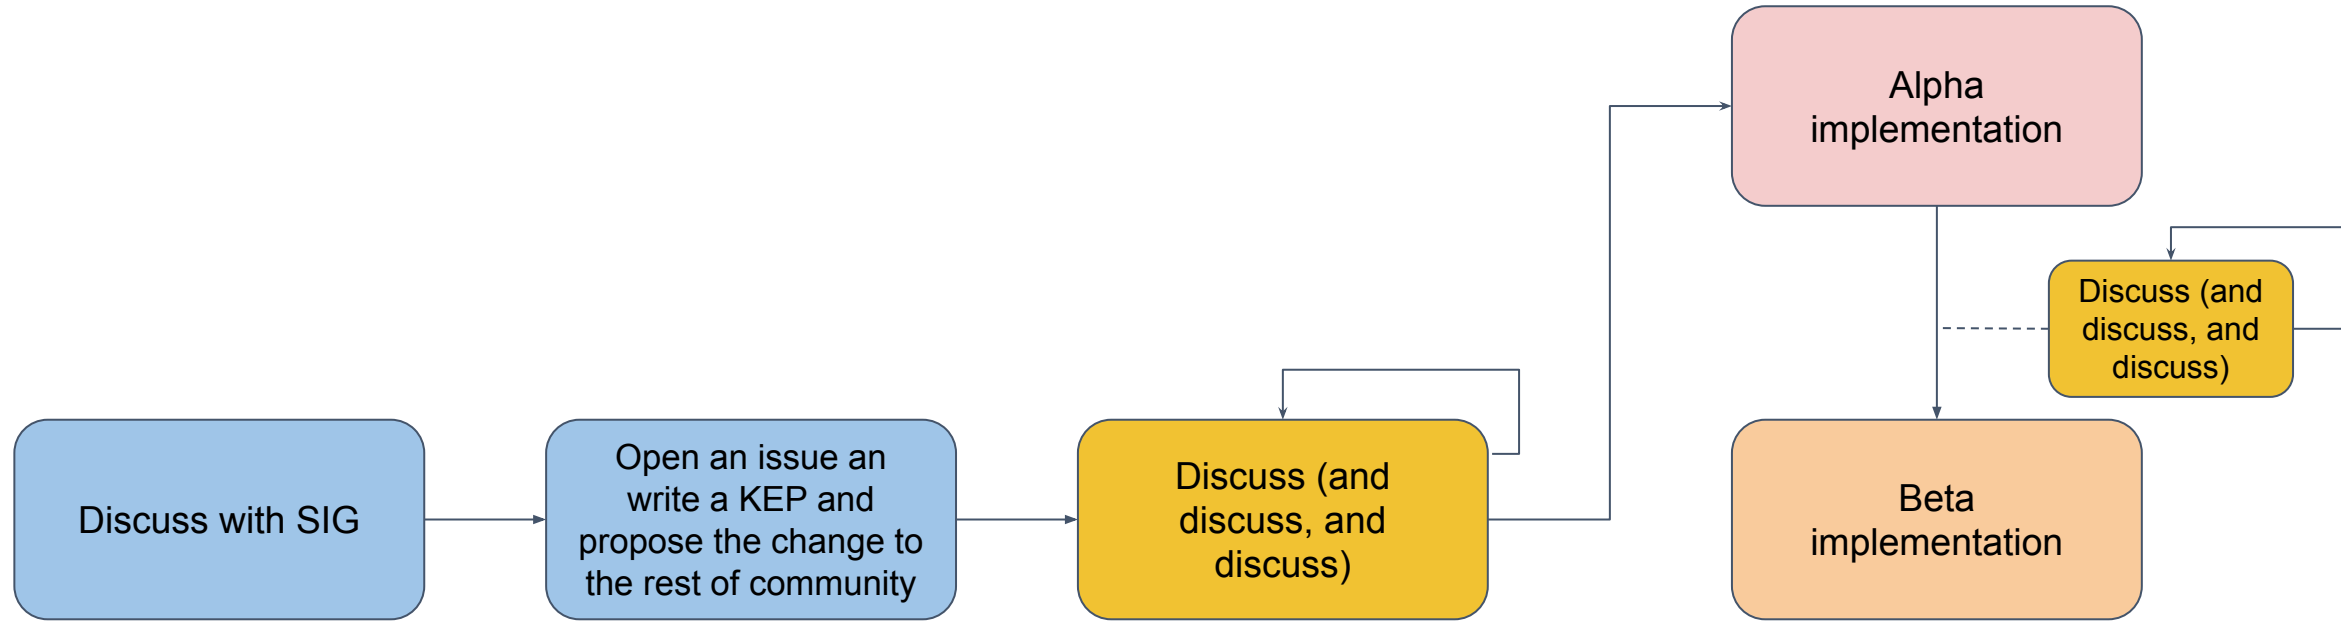 Discuss with SIG
Open an issue an
write a KEP and
propose the change to
the rest of community
Discuss (and
discuss, and
discuss)
Alpha
implementation
Discuss (and
discuss, and
discuss)
Beta
implementation